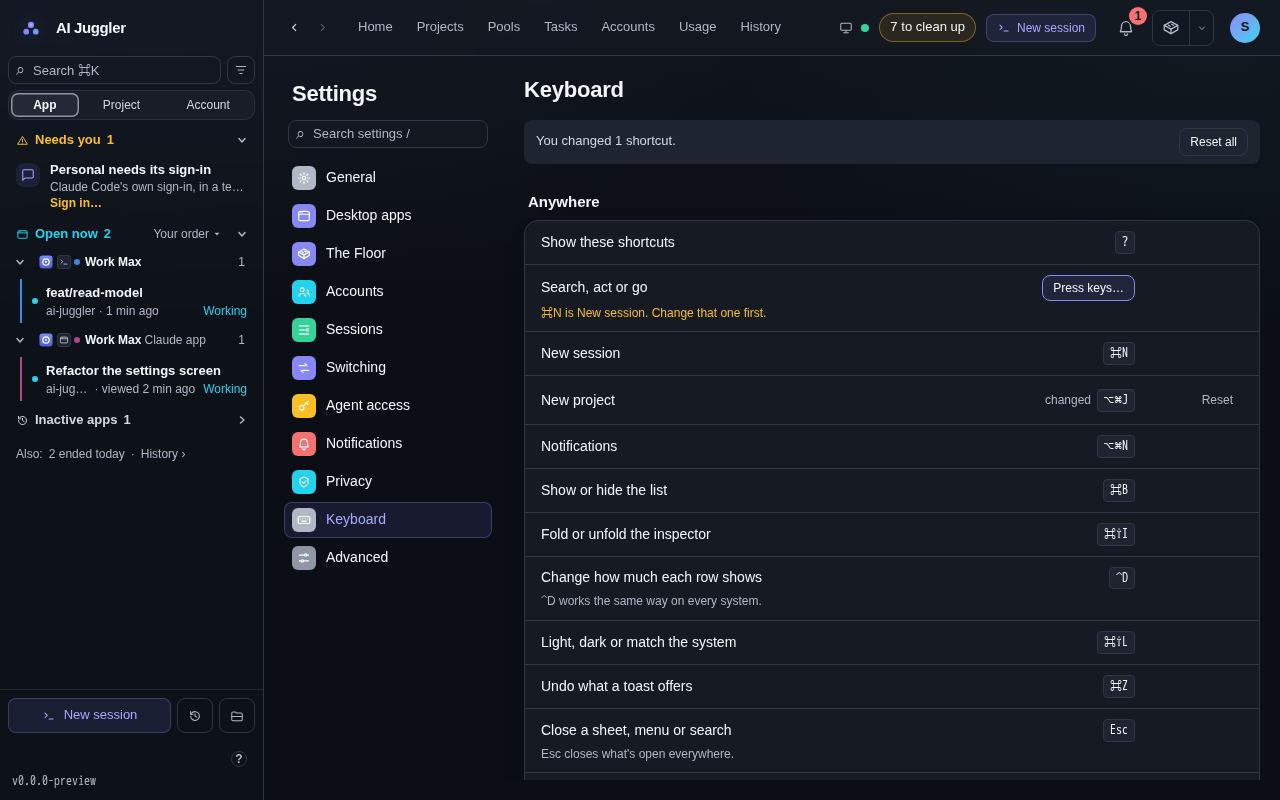 AI Juggler
Search ⌘K
App
Project
Account
Needs you 1
Personal needs its sign-in
Claude Code's own sign-in, in a te…
Sign in…
Open now 2
Your order
Work Max
1
feat/read-model
ai-juggler · 1 min ago
Working
Work Max Claude app
1
Refactor the settings screen
ai-jug… · viewed 2 min ago
Working
Inactive apps 1
Also: 2 ended today · History ›
New session
?
v0.0.0-preview
Home
Projects
Pools
Tasks
Accounts
Usage
History
7 to clean up
New session
1
S
Settings
Search settings /
General
Desktop apps
The Floor
Accounts
Sessions
Switching
Agent access
Notifications
Privacy
Keyboard
Advanced
Keyboard
You changed 1 shortcut.
Reset all
Anywhere
Show these shortcuts
?
Search, act or go
Press keys…
⌘N is New session. Change that one first.
New session
⌘N
New project
changed
⌥⌘J
Reset
Notifications
⌥⌘N
Show or hide the list
⌘B
Fold or unfold the inspector
⌘⇧I
Change how much each row shows
^D
^D works the same way on every system.
Light, dark or match the system
⌘⇧L
Undo what a toast offers
⌘Z
Close a sheet, menu or search
Esc
Esc closes what's open everywhere.